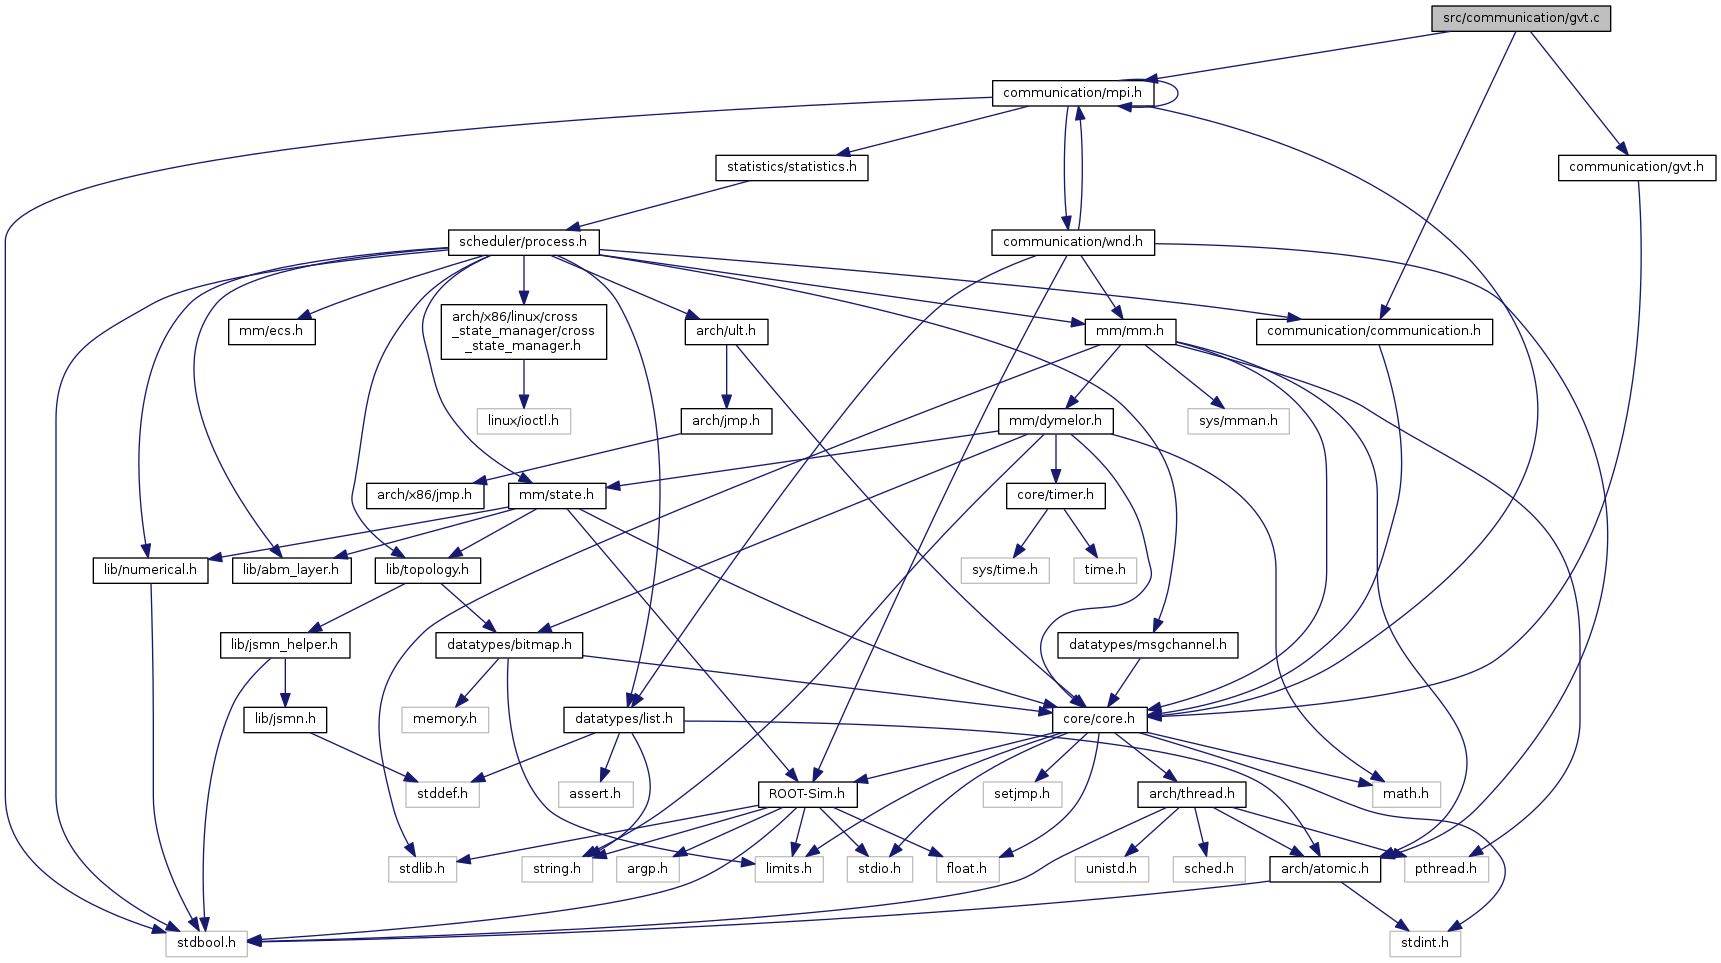 src/communication/gvt.c
communication/mpi.h
statistics/statistics.h
communication/gvt.h
scheduler/process.h
communication/wnd.h
mm/ecs.h
arch/x86/linux/cross
_state_manager/cross
_state_manager.h
arch/ult.h
mm/mm.h
communication/communication.h
linux/ioctl.h
arch/jmp.h
mm/dymelor.h
sys/mman.h
arch/x86/jmp.h
mm/state.h
core/timer.h
lib/numerical.h
lib/abm_layer.h
lib/topology.h
sys/time.h
time.h
lib/jsmn_helper.h
datatypes/bitmap.h
datatypes/msgchannel.h
lib/jsmn.h
memory.h
datatypes/list.h
core/core.h
stddef.h
assert.h
ROOT-Sim.h
setjmp.h
arch/thread.h
math.h
stdlib.h
string.h
argp.h
limits.h
stdio.h
float.h
unistd.h
sched.h
arch/atomic.h
pthread.h
stdbool.h
stdint.h